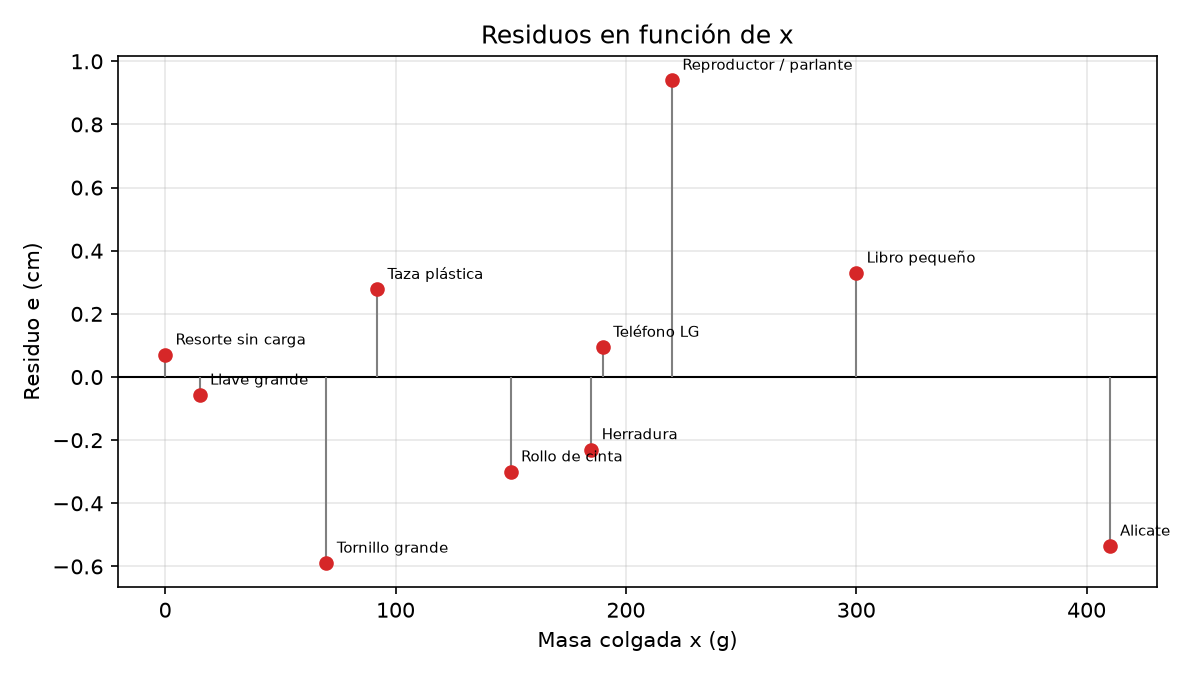 Residuos en función de x
Residuo e (cm)
1.0
0.8
0.6
0.4
0.2
0.0
−0.2
−0.4
−0.6
Reproductor / parlante
Libro pequeño
Taza plástica
Teléfono LG
Resorte sin carga
Llave grande
Herradura
Rollo de cinta
Alicate
Tornillo grande
0 100 200 300 400
Masa colgada x (g)